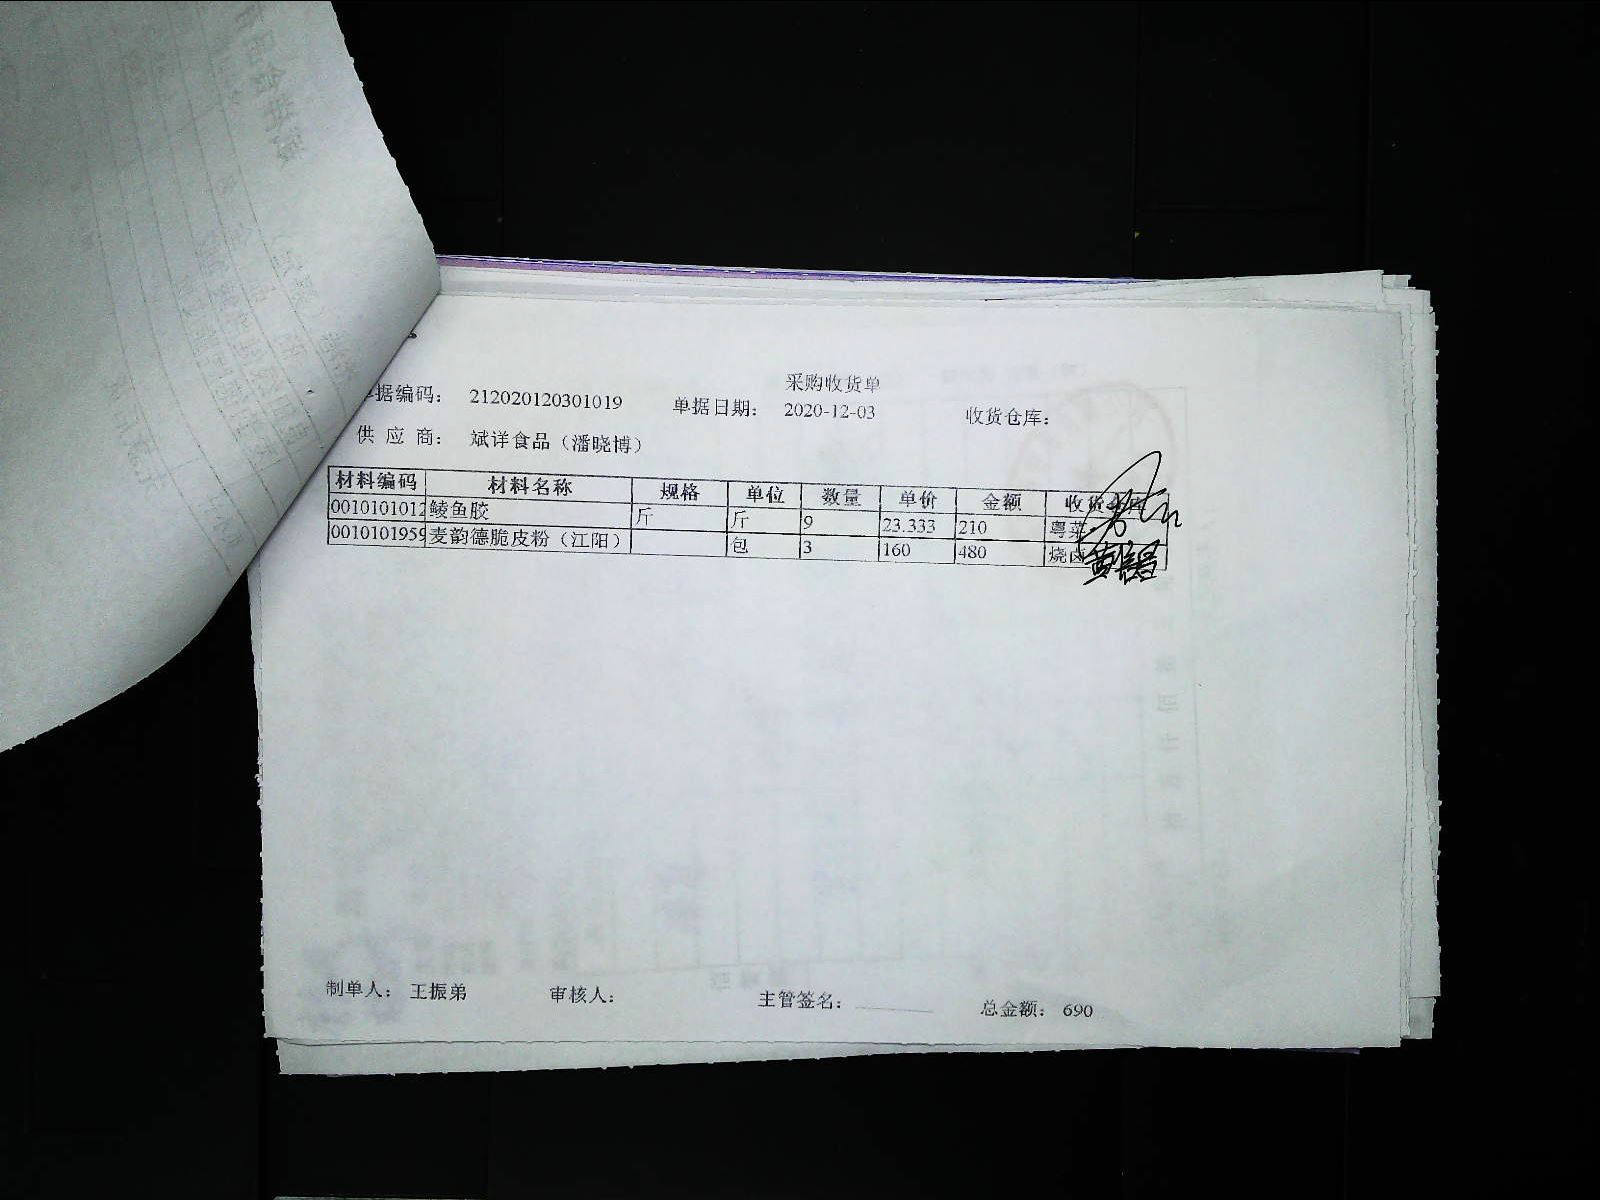 采购收货单
据编码： 212020120301019 单据日期： 2020-12-03 收货仓库：
供 应 商： 斌详食品（潘晓博）
材料编码 材料名称 规格 单位 数量 单价 金额 收货
0010101012 鲮鱼胶 斤 斤 9 23.333 210 粤菜
0010101959 麦韵德脆皮粉（江阳） 包 3 160 480 烧卤
制单人： 王振弟 审核人： 主管签名： 总金额： 690